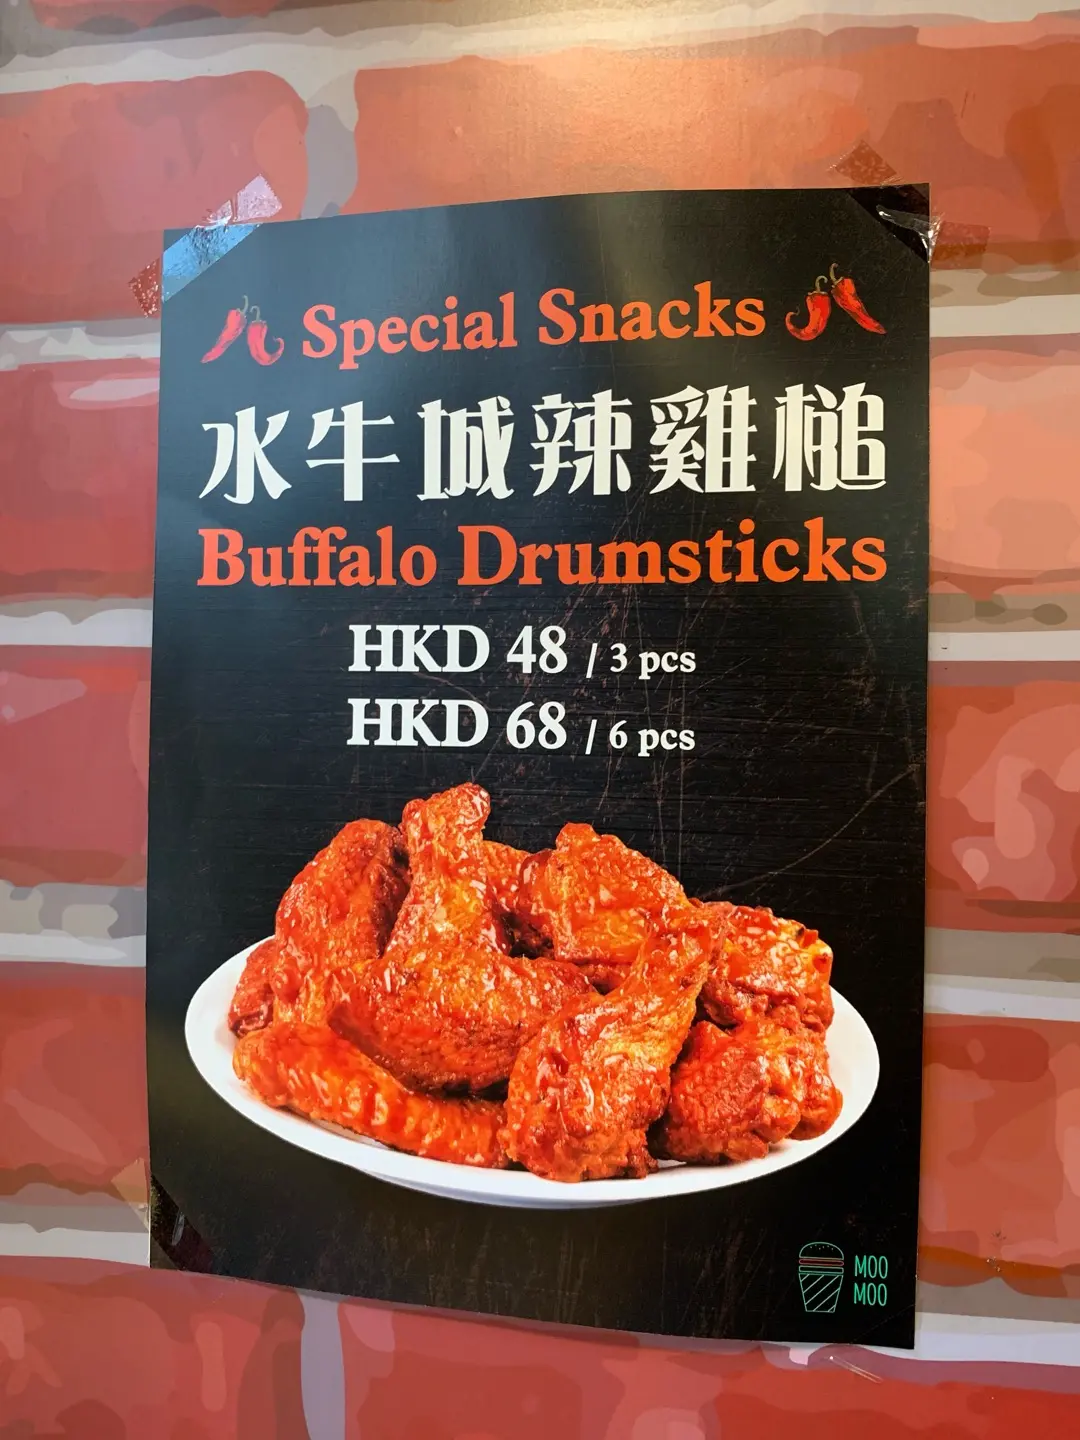 Special Snacks
水牛城辣雞槌
Buffalo Drumsticks
HKD 48 / 3 pcs
HKD 68 / 6 pcs
MOO
MOO